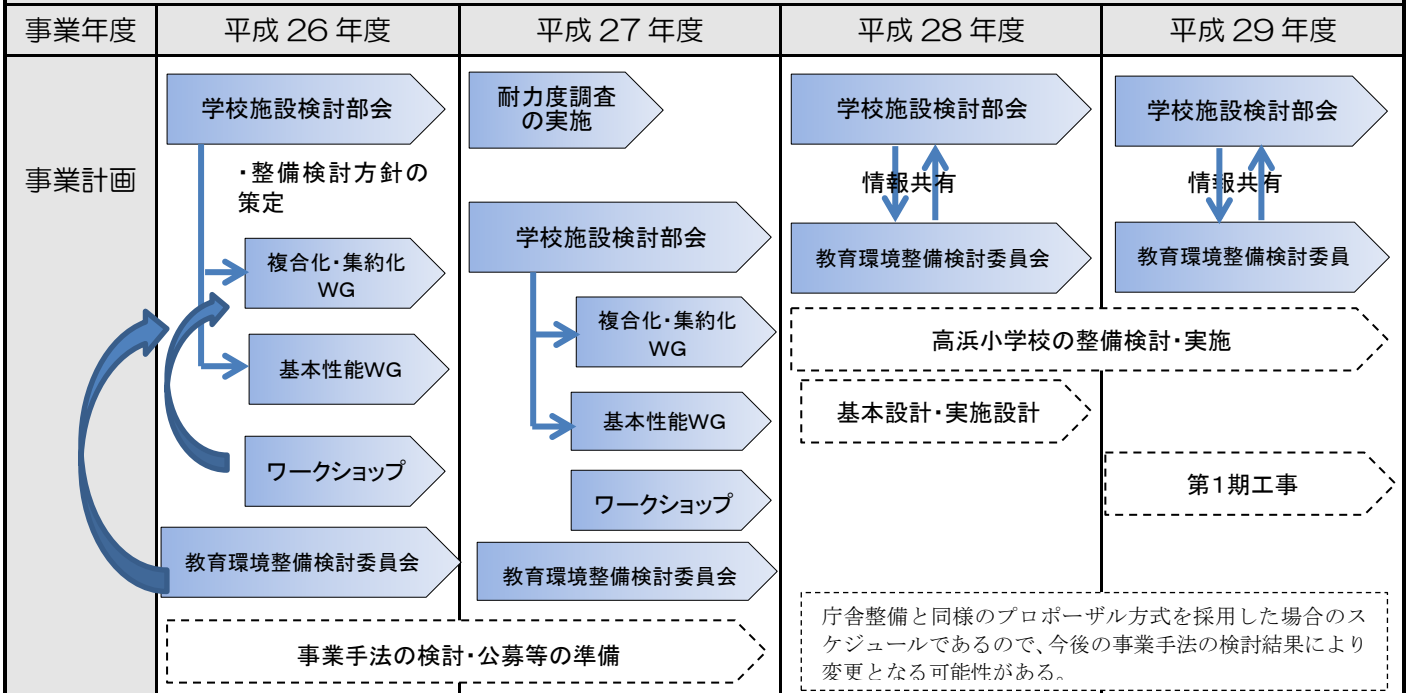 事業年度
平成 26 年度
平成 27 年度
平成 28 年度
平成 29 年度
事業計画
学校施設検討部会
・整備検討方針の
策定
複合化・集約化
WG
基本性能WG
ワークショップ
教育環境整備検討委員会
事業手法の検討・公募等の準備
耐力度調査
の実施
学校施設検討部会
複合化・集約化
WG
基本性能WG
ワークショップ
教育環境整備検討委員会
学校施設検討部会
情報共有
教育環境整備検討委員会
高浜小学校の整備検討・実施
基本設計・実施設計
学校施設検討部会
情報共有
教育環境整備検討委員
第1期工事
庁舎整備と同様のプロポーザル方式を採用した場合のス
ケジュールであるので、今後の事業手法の検討結果により
変更となる可能性がある。